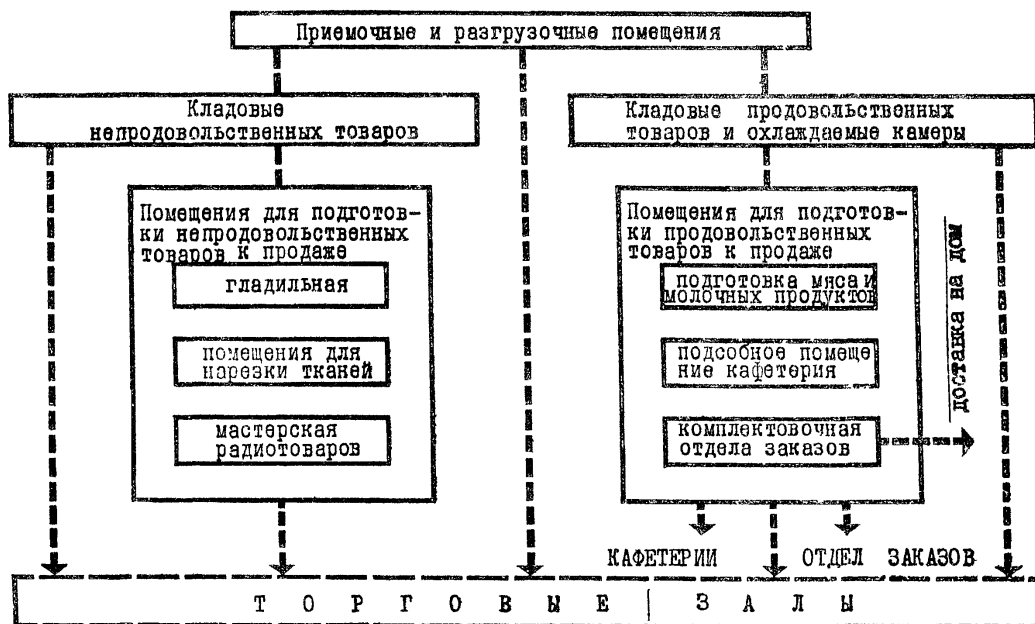 Приемочные и разгрузочные помещения
Кладовые
непродовольственных товаров
Кладовые продовольственных
товаров и охлаждаемые камеры
Помещения для подготов-
ки непродовольственных
товаров к продаже
гладильная
помещения для
нарезки тканей
мастерская
радиотоваров
Помещения для подготов-
ки продовольственных
товаров к продаже
подготовка мяса и
молочных продуктов
подсобное помеще
ние кафетерия
комплектовочная
отдела заказов
доставка на дом
КАФЕТЕРИИ
ОТДЕЛ ЗАКАЗОВ
ТОРГОВЫЕ ЗАЛЫ